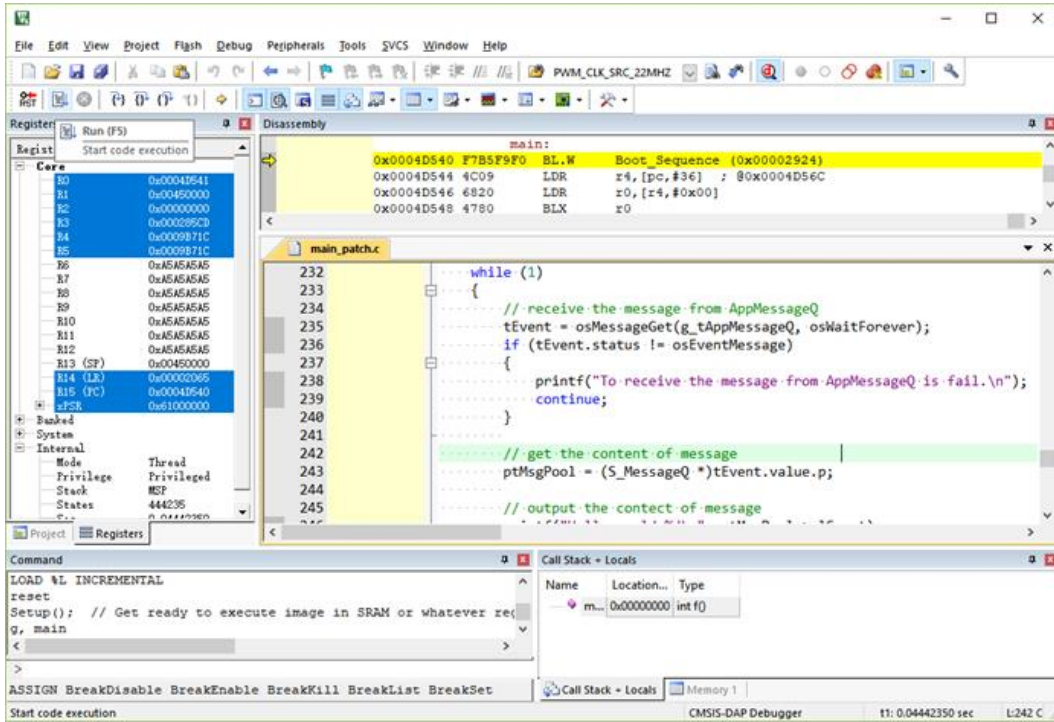 File Edit View Project Flash Debug Peripherals Tools SVCS Window Help
PWM_CLK_SRC_22MHZ
RST
Registers
Run (F5)
Start code execution
Regist
Core
R0 0x0004D541
R1 0x00450000
R2 0x00000000
R3 0x000285CD
R4 0x0009B71C
R5 0x0009B71C
R6 0xA5A5A5A5
R7 0xA5A5A5A5
R8 0xA5A5A5A5
R9 0xA5A5A5A5
R10 0xA5A5A5A5
R11 0xA5A5A5A5
R12 0xA5A5A5A5
R13 (SP) 0x00450000
R14 (LR) 0x00002065
R15 (PC) 0x0004D540
xPSR 0x61000000
Banked
System
Internal
Mode Thread
Privilege Privileged
Stack MSP
States 444235
Project Registers
Disassembly
main:
0x0004D540 F7B5F9F0 BL.W Boot_Sequence (0x00002924)
0x0004D544 4C09 LDR r4,[pc,#36] ; @0x0004D56C
0x0004D546 6820 LDR r0,[r4,#0x00]
0x0004D548 4780 BLX r0
main_patch.c
232 while (1)
233 {
234 // receive the message from AppMessageQ
235 tEvent = osMessageGet(g_tAppMessageQ, osWaitForever);
236 if (tEvent.status != osEventMessage)
237 {
238 printf("To receive the message from AppMessageQ is fail.\n");
239 continue;
240 }
241
242 // get the content of message
243 ptMsgPool = (S_MessageQ *)tEvent.value.p;
244
245 // output the contect of message
Command
LOAD %L INCREMENTAL
reset
Setup(); // Get ready to execute image in SRAM or whatever re
g, main
>
ASSIGN BreakDisable BreakEnable BreakKill BreakList BreakSet
Call Stack + Locals
Name Location... Type
m... 0x00000000 int f()
Call Stack + Locals Memory 1
Start code execution CMSIS-DAP Debugger t1: 0.04442350 sec L:242 C